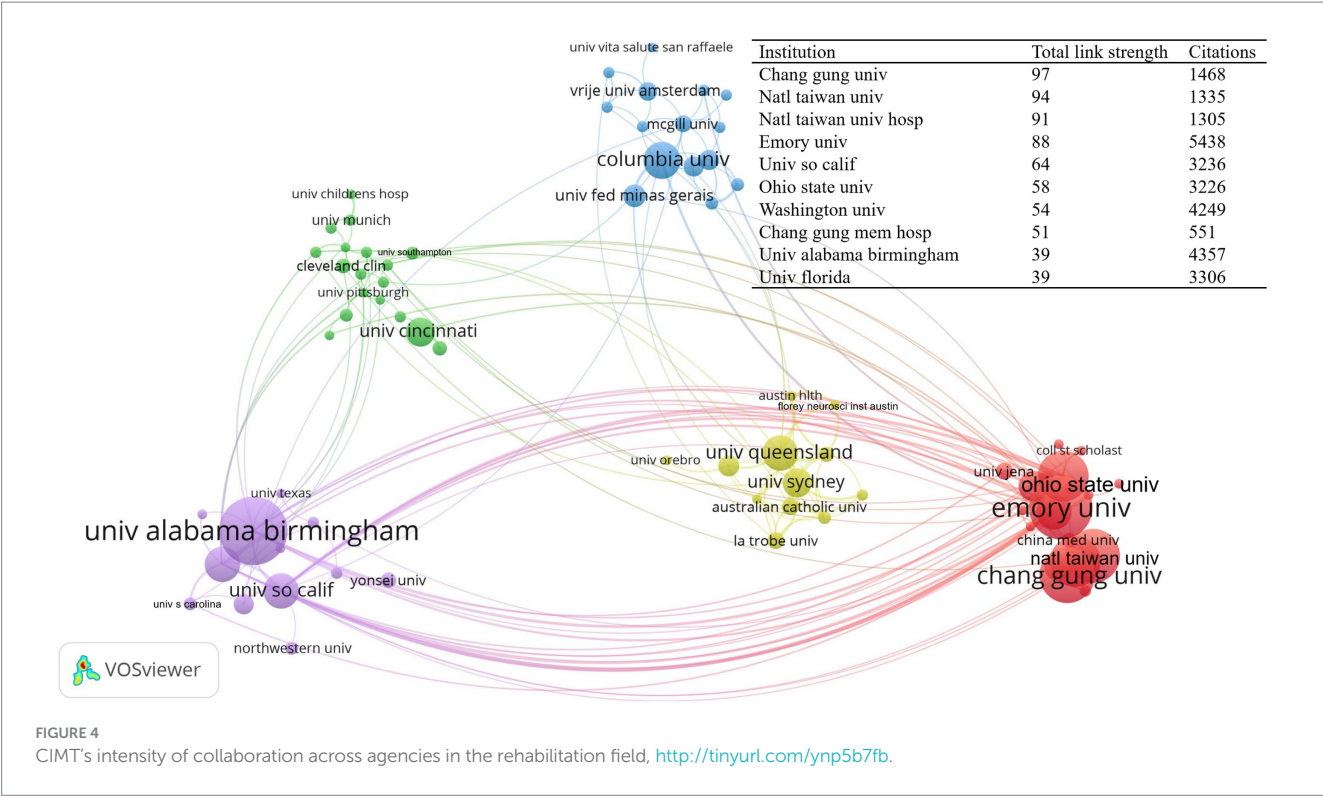 univ vita salute san raffaele
vrije univ amsterdam
mcgill univ
columbia univ
univ fed minas gerais
Institution Total link strength Citations
Chang gung univ 97 1468
Natl taiwan univ 94 1335
Natl taiwan univ hosp 91 1305
Emory univ 88 5438
Univ so calif 64 3236
Ohio state univ 58 3226
Washington univ 54 4249
Chang gung mem hosp 51 551
Univ alabama birmingham 39 4357
Univ florida 39 3306
univ childrens hosp
univ munich
univ southampton
cleveland clin
univ pittsburgh
univ cincinnati
austin hlth
florey neurosci inst austin
univ queensland
univ orebro
univ sydney
australian catholic univ
la trobe univ
coll st scholast
univ jena
ohio state univ
emory univ
china med univ
natl taiwan univ
chang gung univ
univ texas
univ alabama birmingham
yonsei univ
univ so calif
univ s carolina
northwestern univ
VOSviewer
FIGURE 4
CIMT's intensity of collaboration across agencies in the rehabilitation field, http://tinyurl.com/ynp5b7fb.